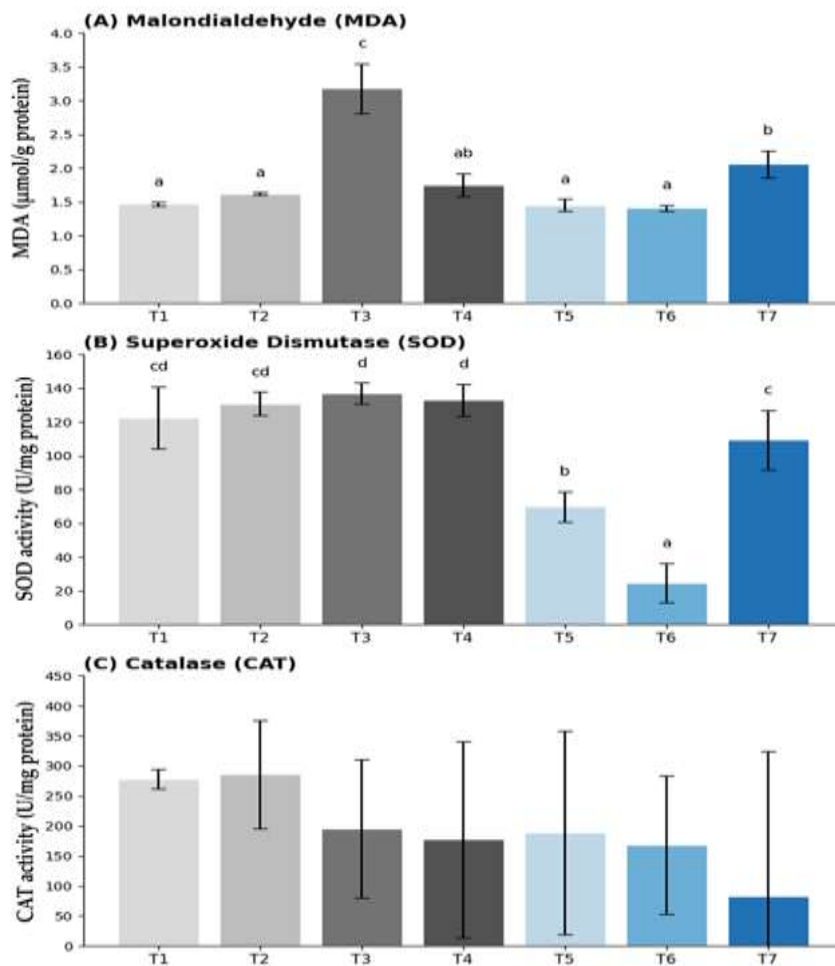 (A) Malondialdehyde (MDA)
MDA (µmol/g protein)
4.0
3.5
3.0
2.5
2.0
1.5
1.0
0.5
0.0
a
a
c
ab
a
a
b
T1 T2 T3 T4 T5 T6 T7
(B) Superoxide Dismutase (SOD)
SOD activity (U/mg protein)
160
140
120
100
80
60
40
20
0
cd
cd
d
d
b
a
c
T1 T2 T3 T4 T5 T6 T7
(C) Catalase (CAT)
CAT activity (U/mg protein)
450
400
350
300
250
200
150
100
50
0
T1 T2 T3 T4 T5 T6 T7